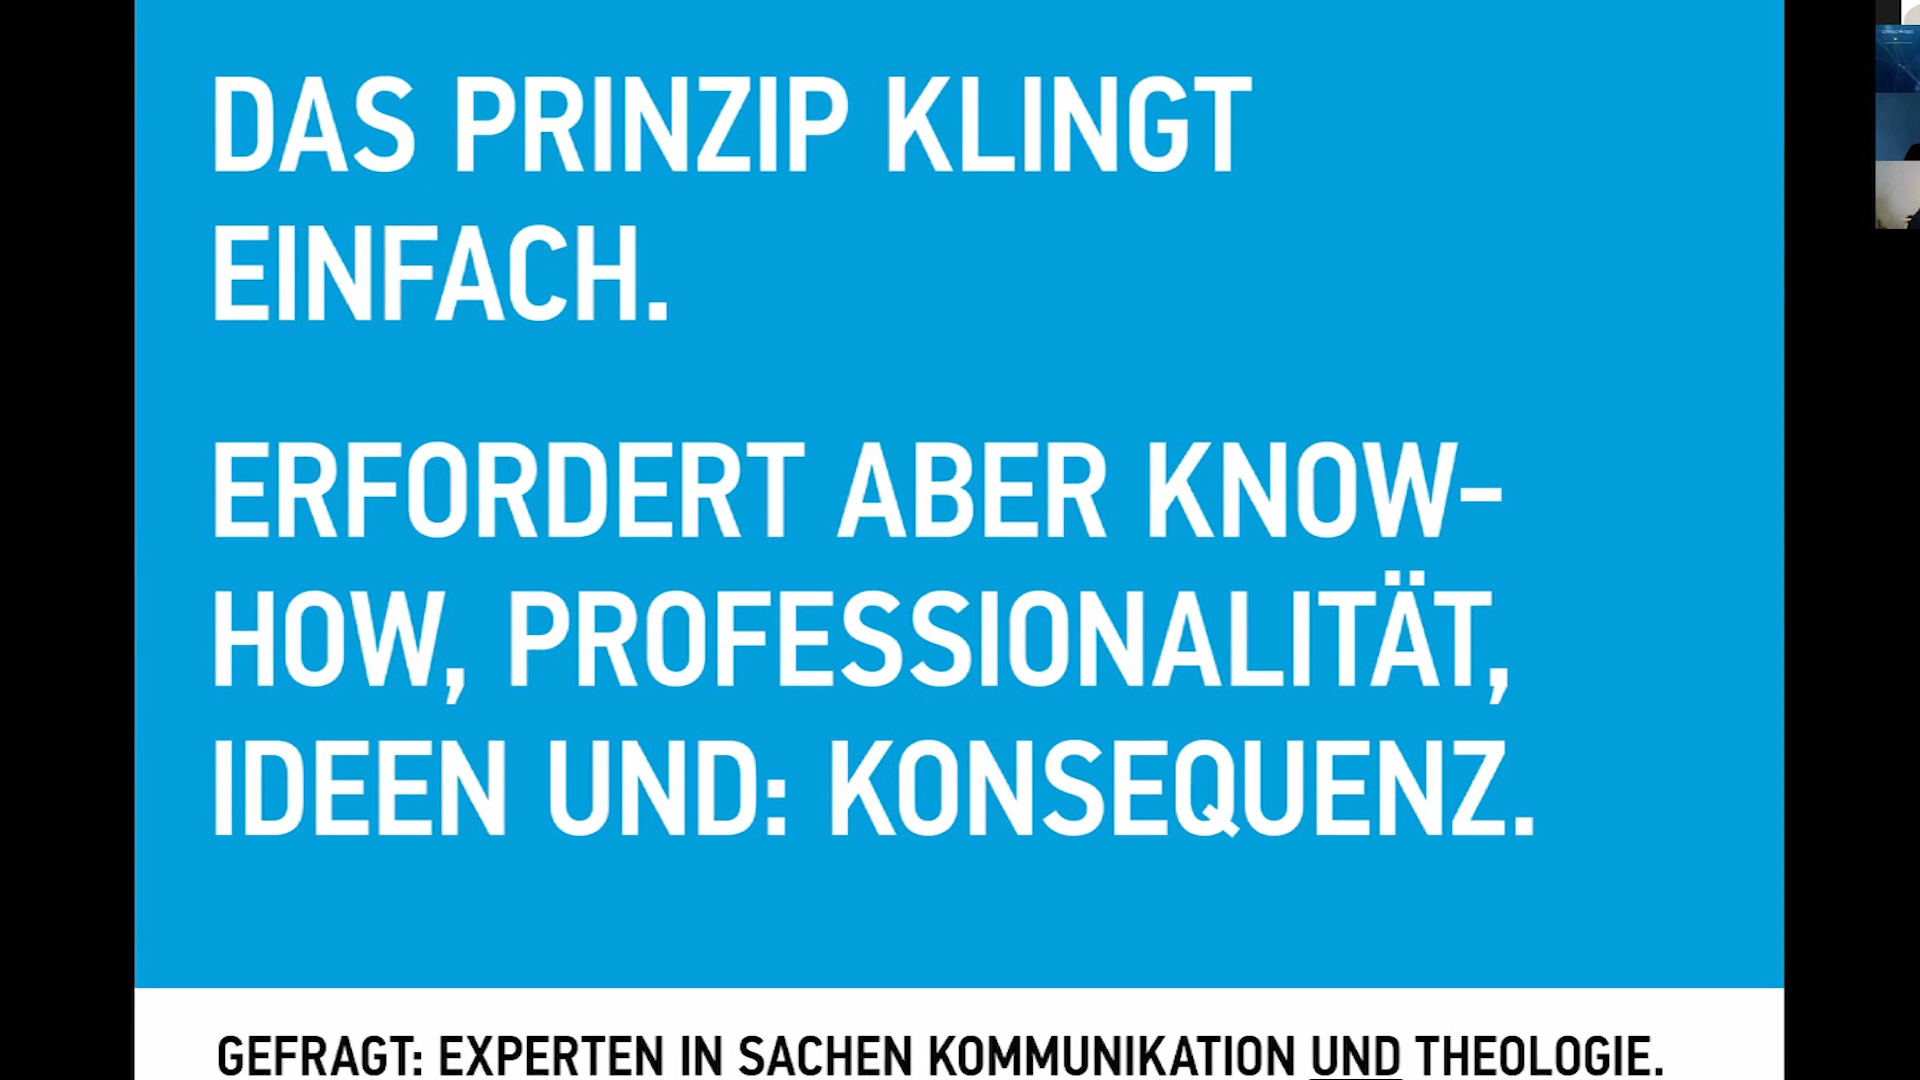 DAS PRINZIP KLINGT
EINFACH.
ERFORDERT ABER KNOW-
HOW, PROFESSIONALITÄT,
IDEEN UND: KONSEQUENZ.
GEFRAGT: EXPERTEN IN SACHEN KOMMUNIKATION UND THEOLOGIE.